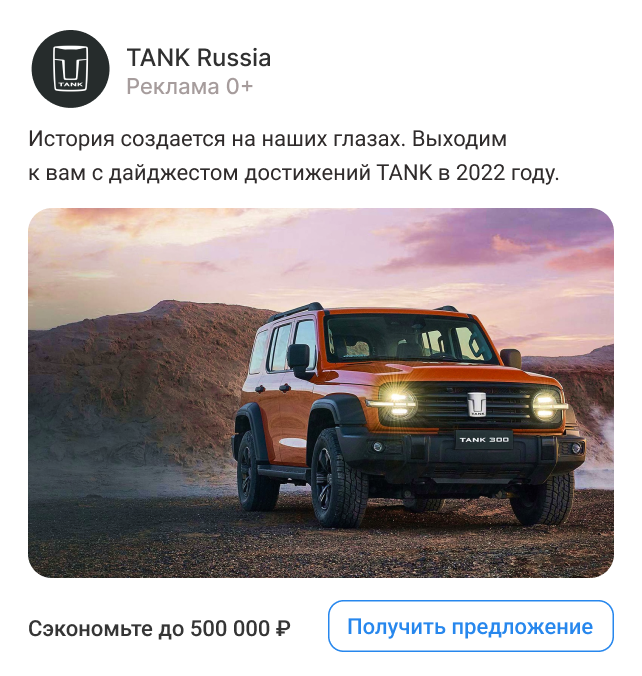 TANK
TANK Russia
Реклама 0+
История создается на наших глазах. Выходим
к вам с дайджестом достижений TANK в 2022 году.
TANK
TANK 300
Сэкономьте до 500 000 ₽
Получить предложение